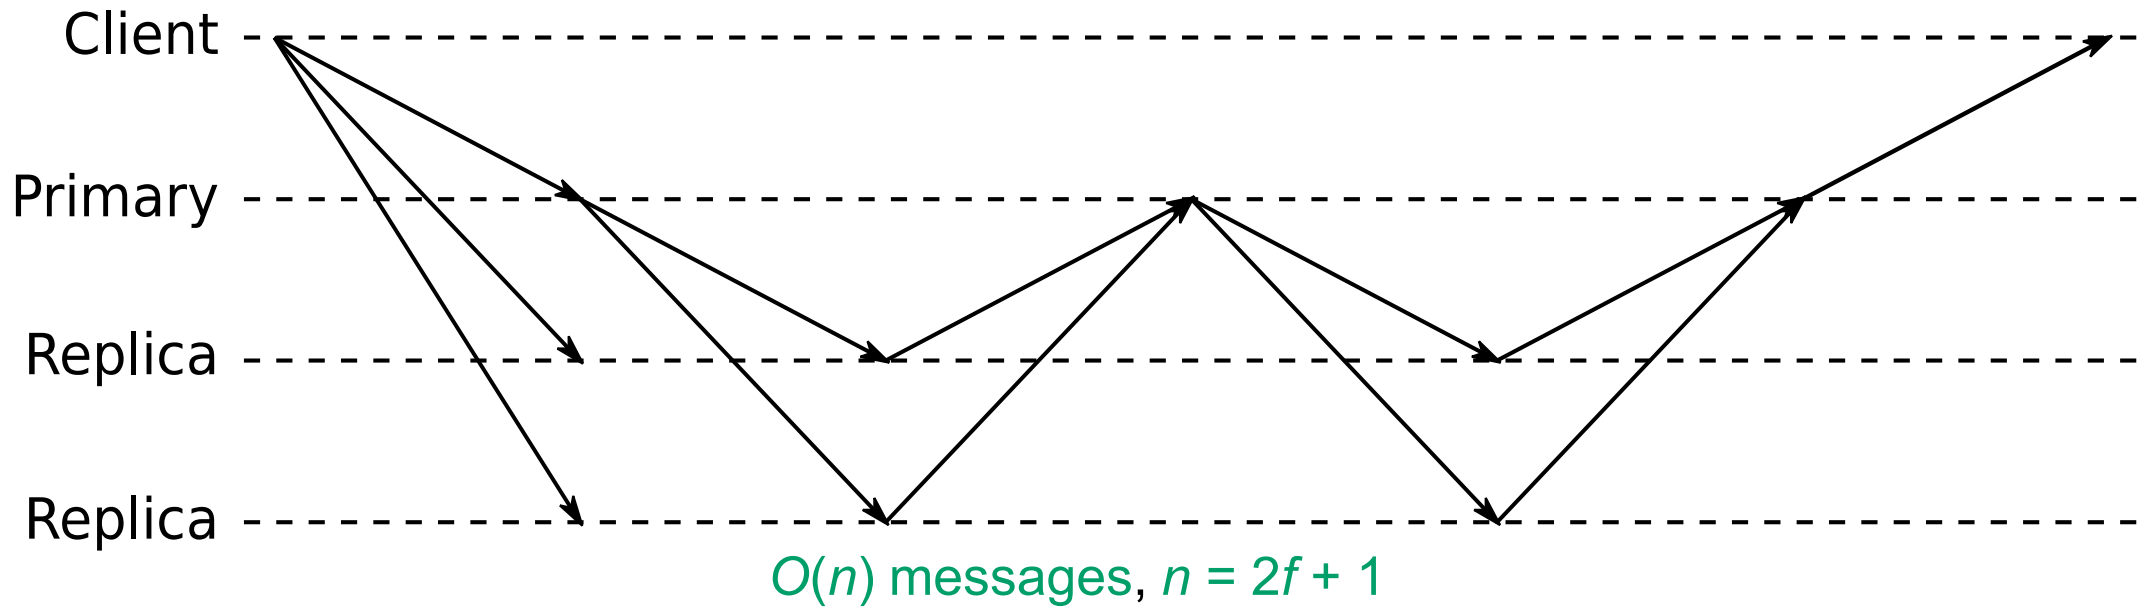 Client
Primary
Replica
Replica
O(n) messages, n = 2f + 1